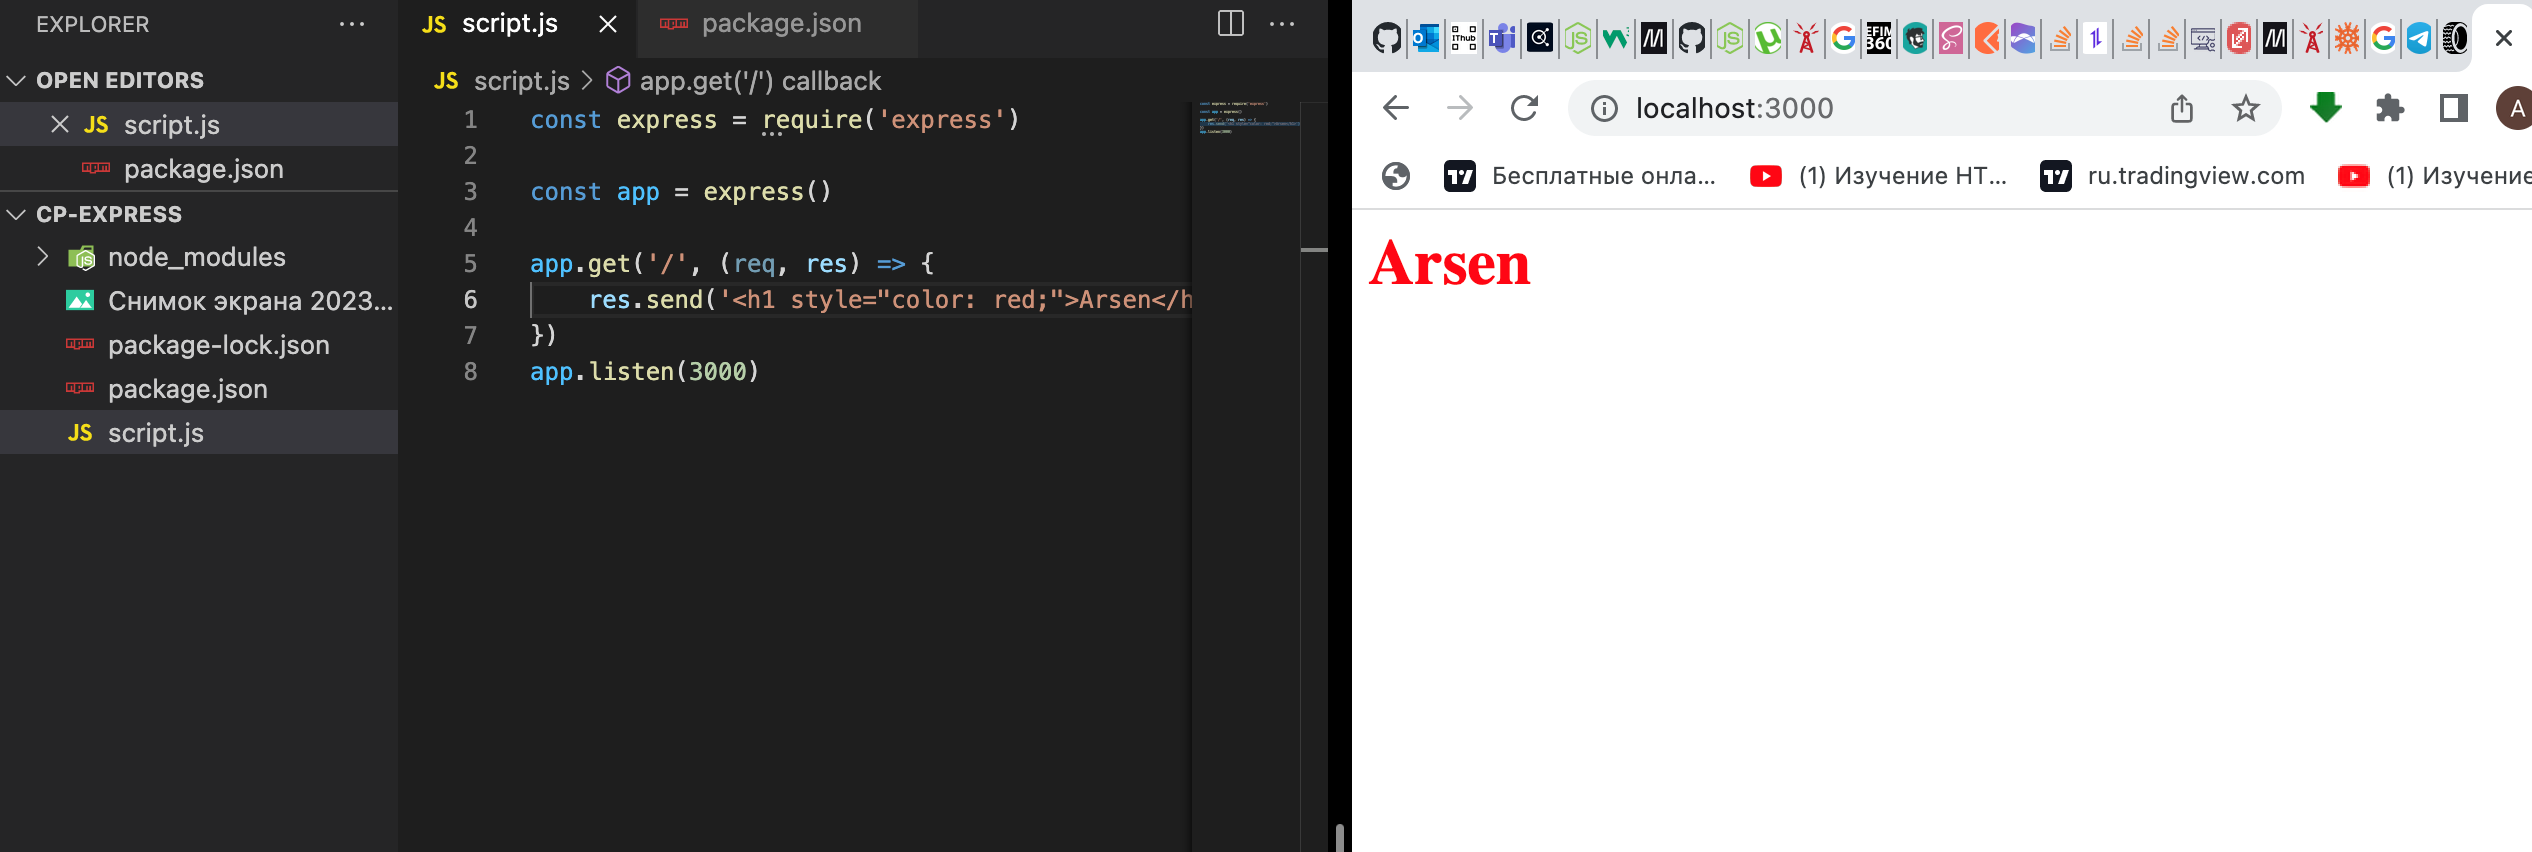 EXPLORER
OPEN EDITORS
JS script.js
package.json
CP-EXPRESS
node_modules
Снимок экрана 2023...
package-lock.json
package.json
JS script.js
JS script.js
package.json
JS script.js > app.get('/') callback
1 const express = require('express')
2
3 const app = express()
4
5 app.get('/', (req, res) => {
6 res.send('<h1 style="color: red;">Arsen</h
7 })
8 app.listen(3000)
localhost:3000
A
Бесплатные онла...
(1) Изучение HT...
ru.tradingview.com
(1) Изучение
Arsen